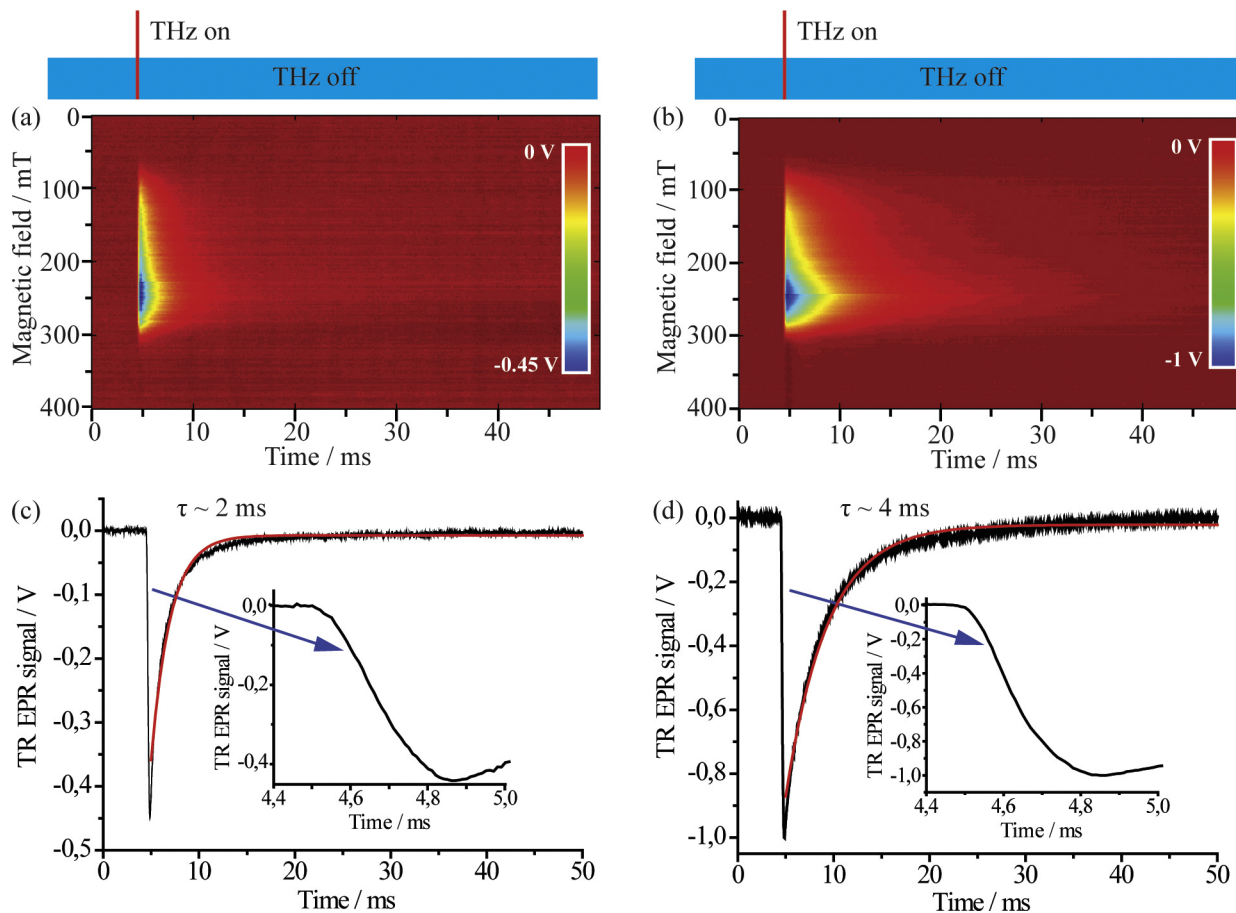 THz on
THz off
(a)
0
100
200
300
400
Magnetic field / mT
0 V
-0.45 V
0
10
20
30
40
Time / ms
THz on
THz off
(b)
0
100
200
300
400
Magnetic field / mT
0 V
-1 V
0
10
20
30
40
Time / ms
(c)
τ ~ 2 ms
0,0
-0,1
-0,2
-0,3
-0,4
-0,5
TR EPR signal / V
0
10
20
30
40
50
Time / ms
0,0
-0,2
-0,4
TR EPR signal / V
4,4
4,6
4,8
5,0
Time / ms
(d)
τ ~ 4 ms
0,0
-0,2
-0,4
-0,6
-0,8
-1,0
TR EPR signal / V
0
10
20
30
40
50
Time / ms
0,0
-0,2
-0,4
-0,6
-0,8
-1,0
TR EPR signal / V
4,4
4,6
4,8
5,0
Time / ms